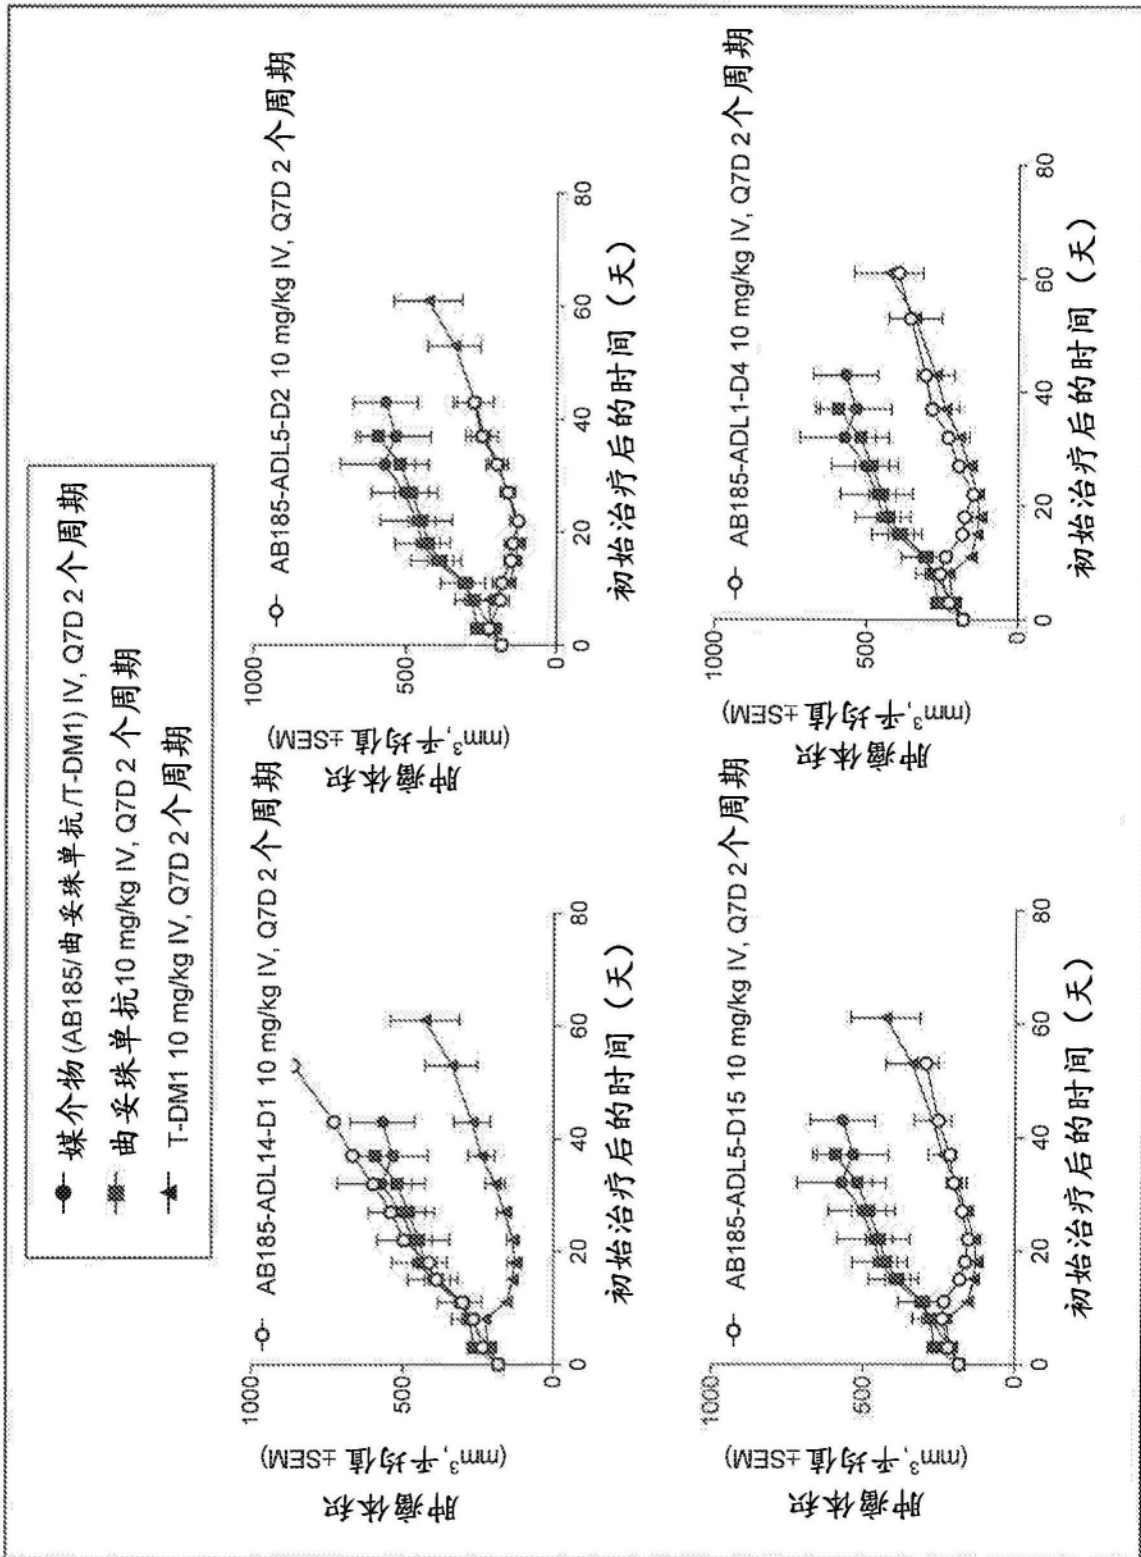 媒介物(AB185/曲妥珠单抗/T-DM1) IV, Q7D 2个周期
曲妥珠单抗10 mg/kg IV, Q7D 2个周期
T-DM1 10 mg/kg IV, Q7D 2个周期
AB185-ADL14-D1 10 mg/kg IV, Q7D 2个周期
肿瘤体积
(mm³,平均值±SEM)
1000
500
0
0 20 40 60 80
初始治疗后的时间（天）
AB185-ADL5-D2 10 mg/kg IV, Q7D 2个周期
肿瘤体积
(mm³,平均值±SEM)
1000
500
0
0 20 40 60 80
初始治疗后的时间（天）
AB185-ADL5-D15 10 mg/kg IV, Q7D 2个周期
肿瘤体积
(mm³,平均值±SEM)
1000
500
0
0 20 40 60 80
初始治疗后的时间（天）
AB185-ADL1-D4 10 mg/kg IV, Q7D 2个周期
肿瘤体积
(mm³,平均值±SEM)
1000
500
0
0 20 40 60 80
初始治疗后的时间（天）